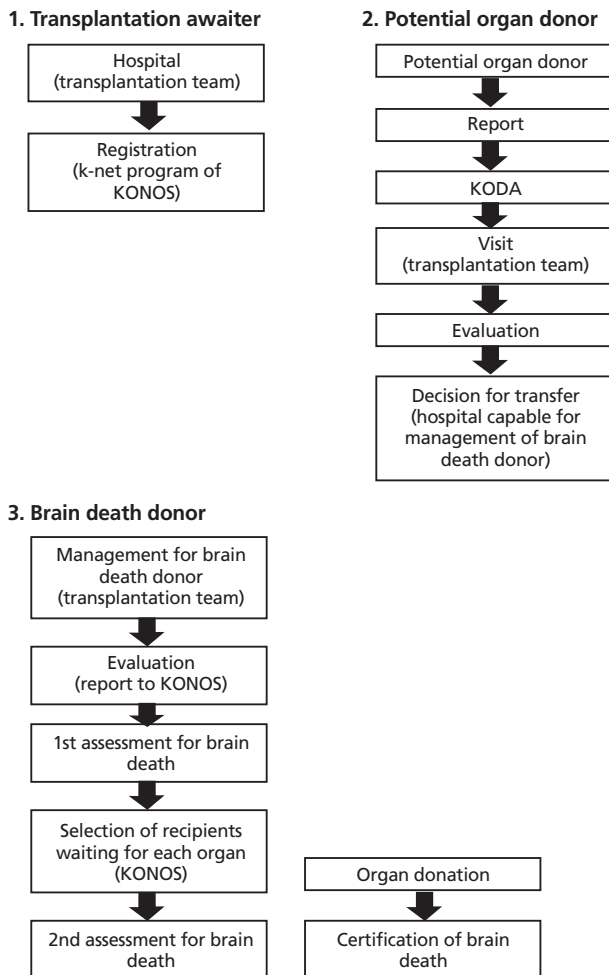 1. Transplantation awaiter
Hospital
(transplantation team)
Registration
(k-net program of
KONOS)
2. Potential organ donor
Potential organ donor
Report
KODA
Visit
(transplantation team)
Evaluation
Decision for transfer
(hospital capable for
management of brain
death donor)
3. Brain death donor
Management for brain
death donor
(transplantation team)
Evaluation
(report to KONOS)
1st assessment for brain
death
Selection of recipients
waiting for each organ
(KONOS)
2nd assessment for brain
death
Organ donation
Certification of brain
death